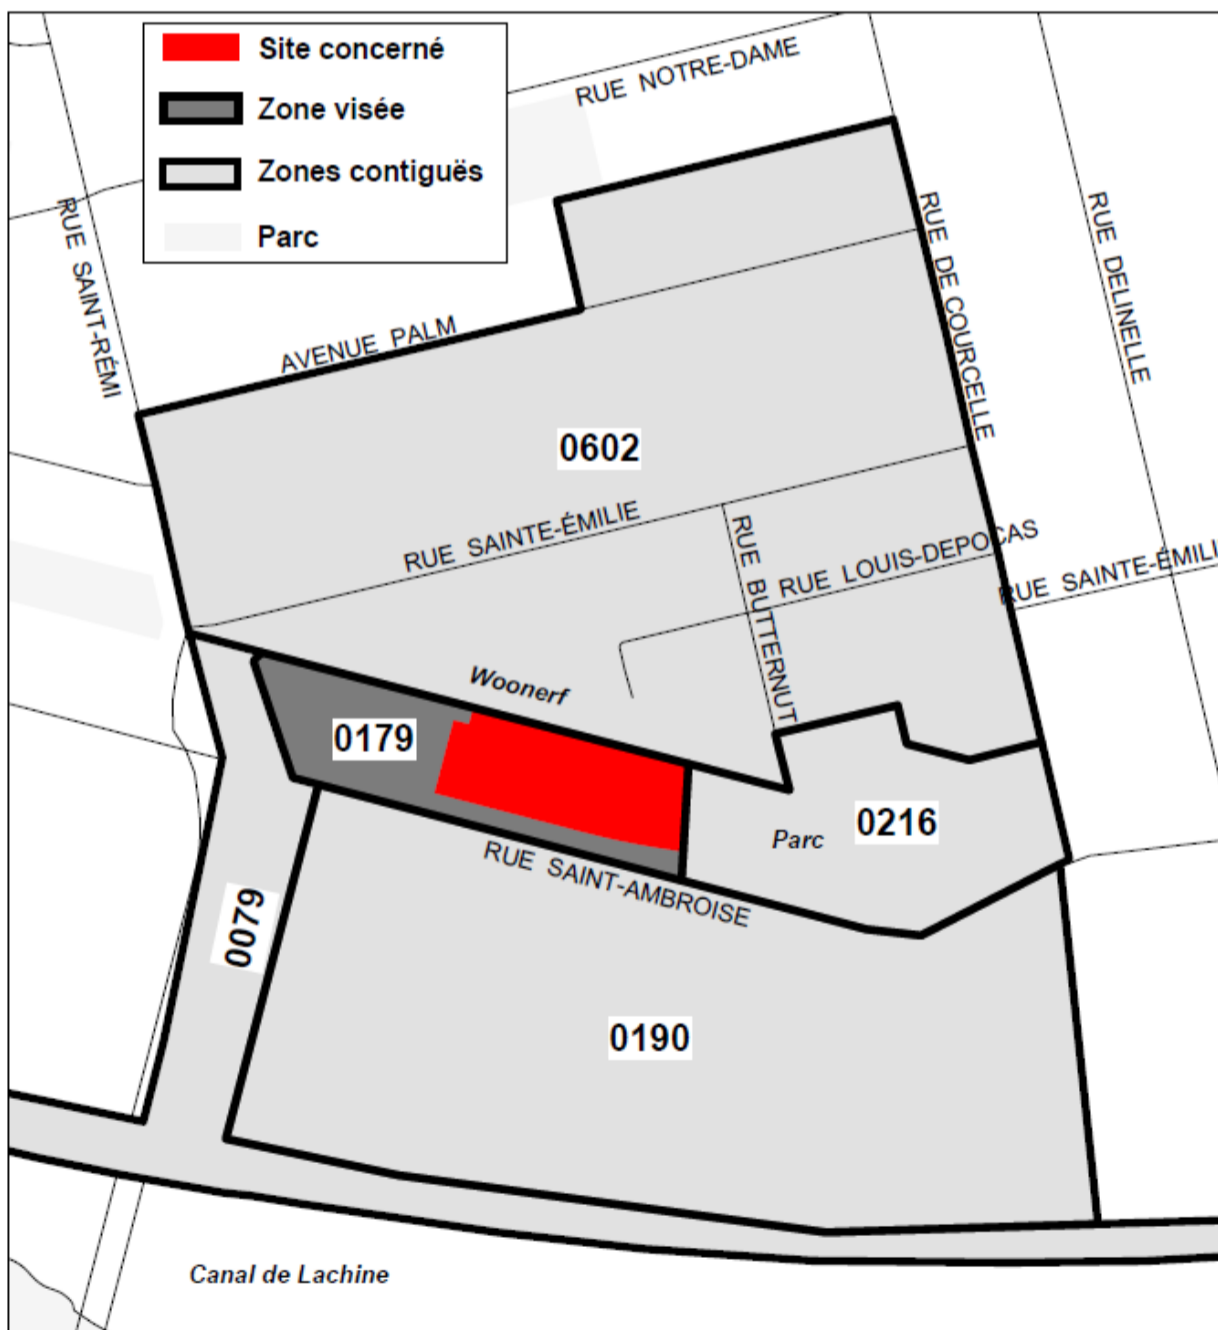 Site concerné
Zone visée
Zones contiguës
Parc
RUE NOTRE-DAME
RUE SAINT-RÉMI
RUE DE COURCELLE
RUE DELINELLE
AVENUE PALM
0602
RUE SAINTE-ÉMILIE
RUE BUTTERNUT
RUE LOUIS-DEPOCAS
RUE SAINTE-ÉMILI
Woonerf
0179
0216
Parc
RUE SAINT-AMBROISE
0079
0190
Canal de Lachine